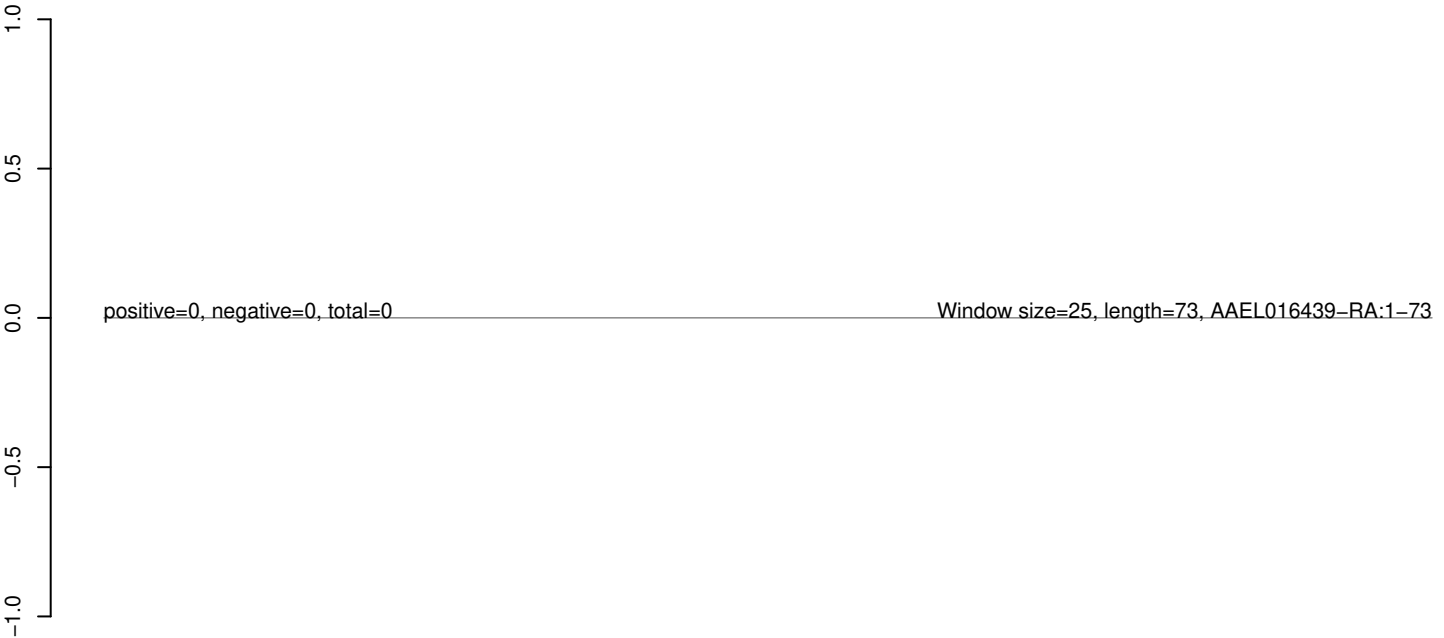 1.0
0.5
0.0
−0.5
−1.0
positive=0, negative=0, total=0
Window size=25, length=73, AAEL016439−RA:1−73